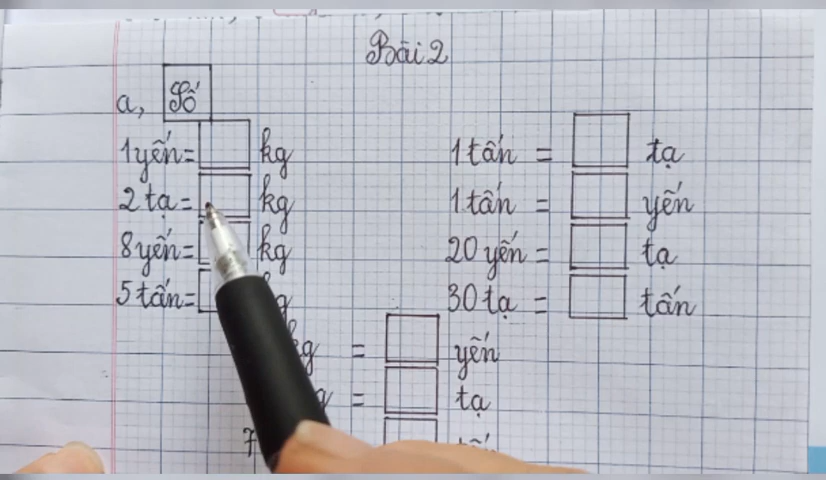 Bài 2
a, Số
1 yến = kg
2 tạ = kg
8 yến = kg
5 tấn =
1 tấn = tạ
1 tấn = yến
20 yến = tạ
30 tạ = tấn
= yến
= tạ
7